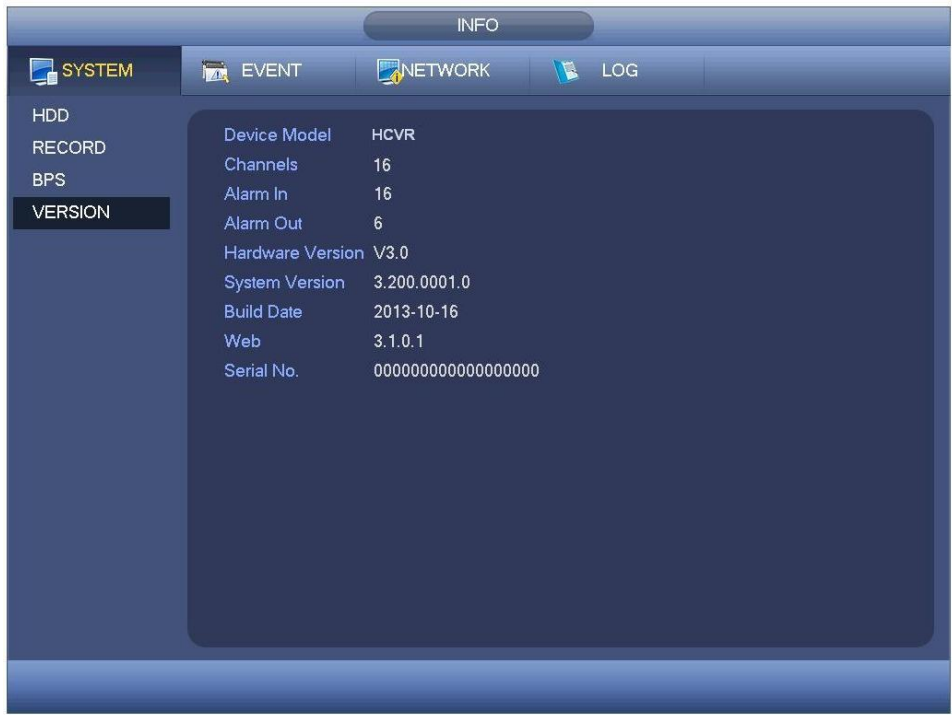 INFO
SYSTEM EVENT NETWORK LOG
HDD
RECORD
BPS
VERSION
Device Model HCVR
Channels 16
Alarm In 16
Alarm Out 6
Hardware Version V3.0
System Version 3.200.0001.0
Build Date 2013-10-16
Web 3.1.0.1
Serial No. 000000000000000000